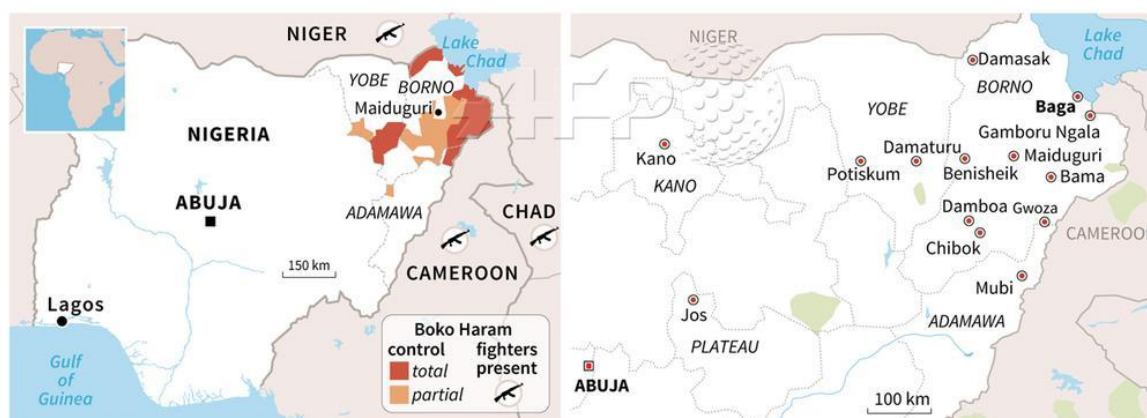 NIGER
Lake
Chad
YOBE
BORNO
Maiduguri
NIGERIA
ABUJA
ADAMAWA
CHAD
CAMEROON
150 km
Lagos
Gulf
of
Guinea
Boko Haram
control
fighters
present
total
partial
NIGER
Lake
Chad
Damasak
BORNO
Baga
YOBE
Gamboru Ngala
Kano
Damaturu
Maiduguri
Potiskum
Benisheik
Bama
KANO
Damboa
Gwoza
Chibok
CAMEROON
Mubi
Jos
ADAMAWA
PLATEAU
ABUJA
100 km
AFP